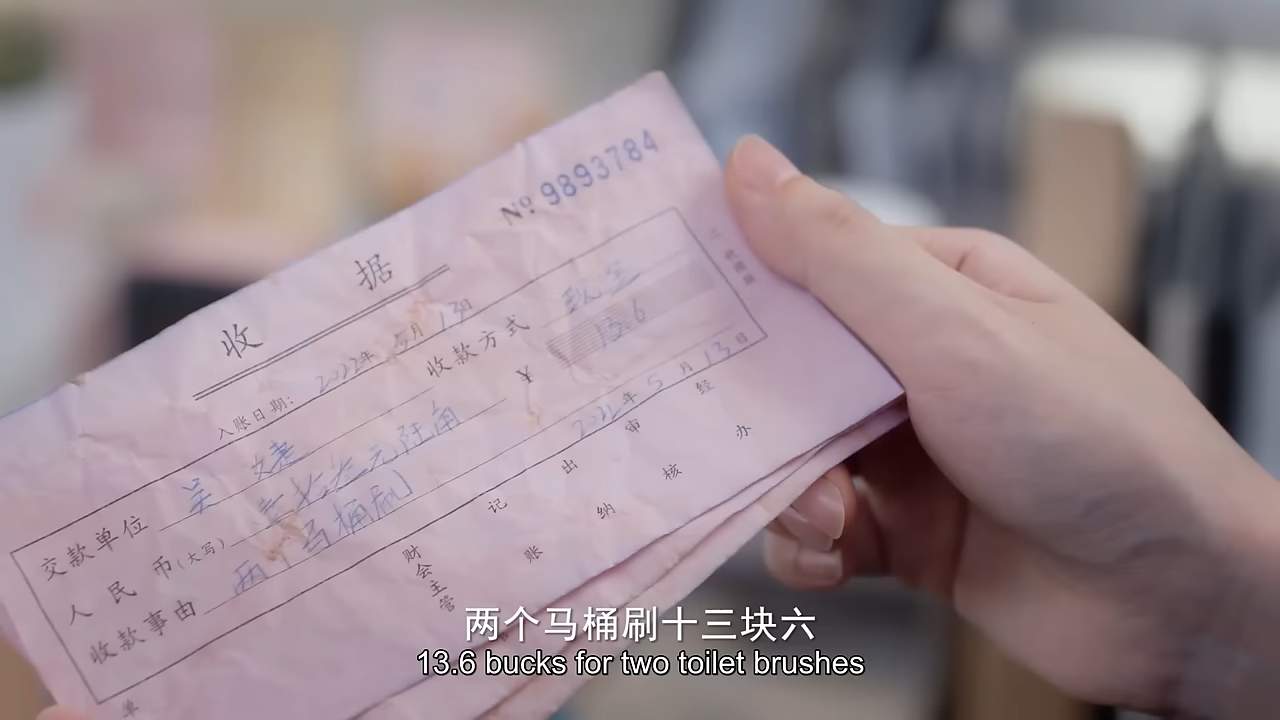 № 9893784
收 据
入账日期: 2022年 5月 13日
交款单位 吴 婕 收款方式 现金
人民币(大写) 壹拾叁元陆角 ¥ 13.6
收款事由 两个马桶刷
2022年 5月 13日
财会主管 记账 出纳 审核 经办
单
两个马桶刷十三块六
13.6 bucks for two toilet brushes